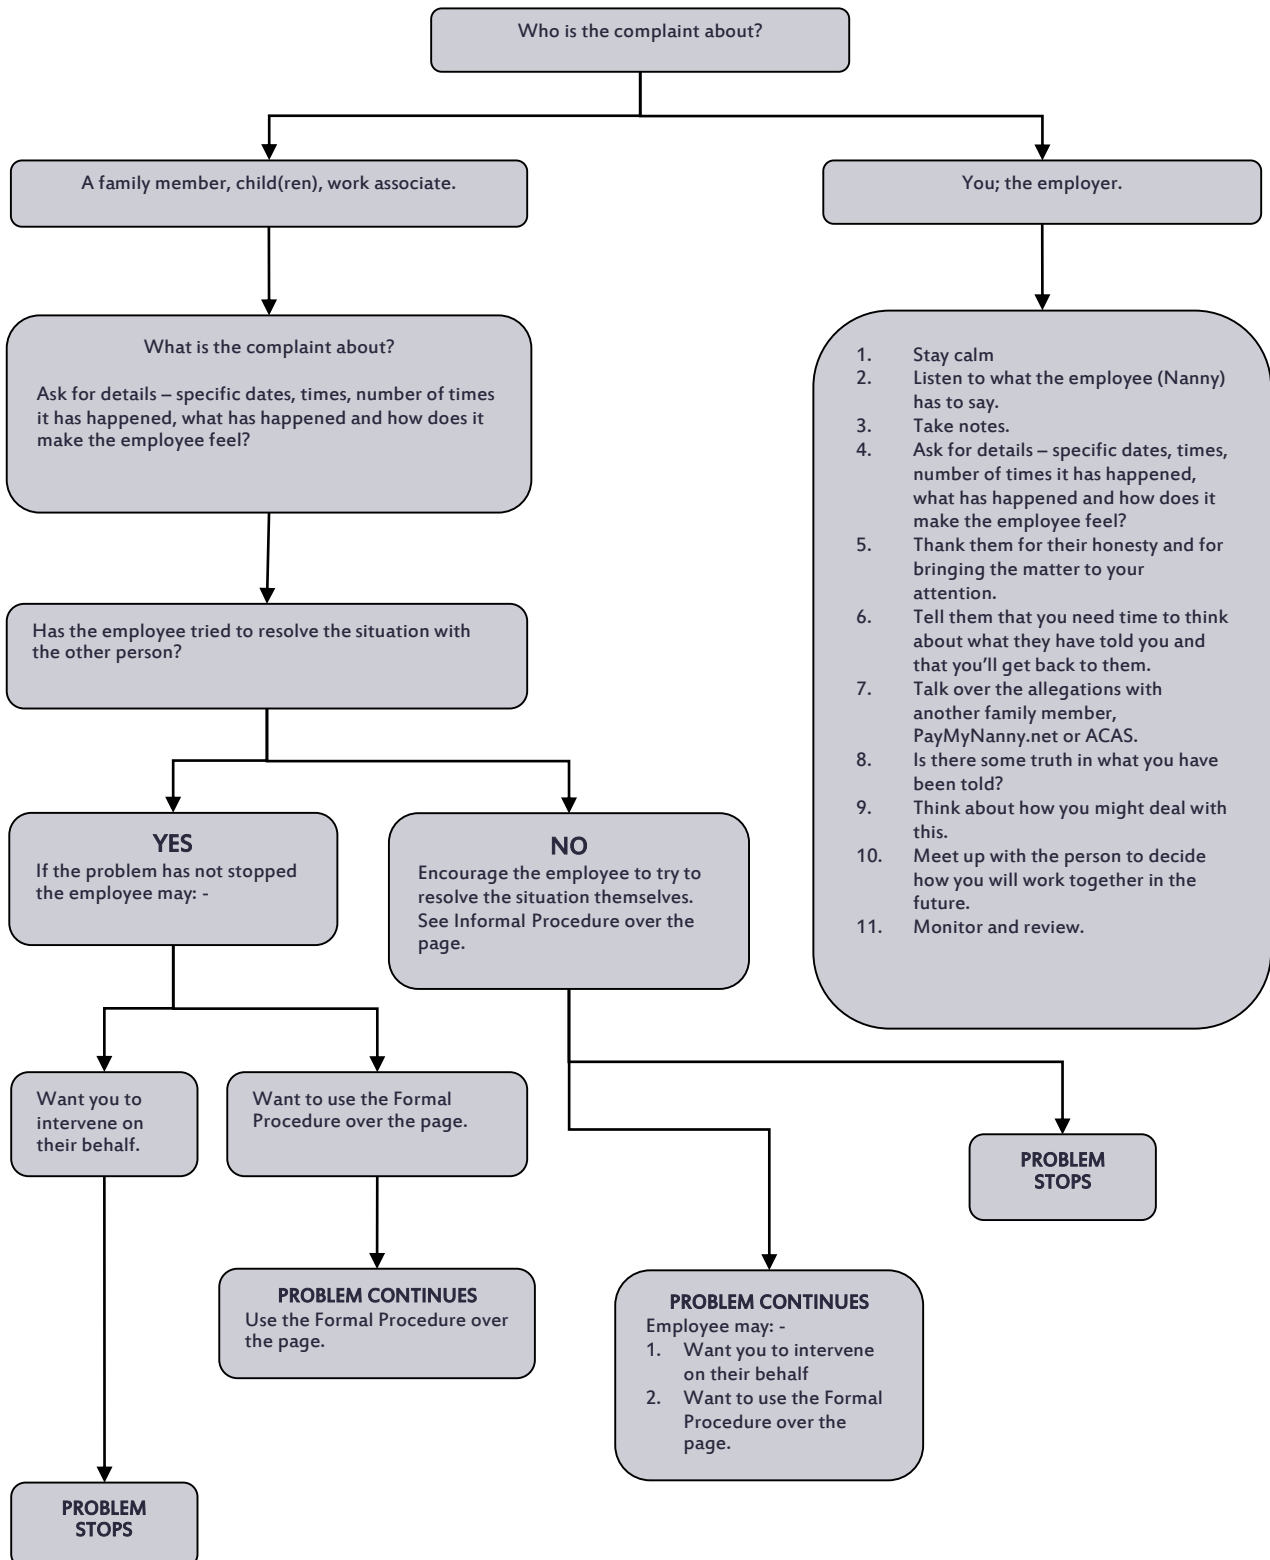 Who is the complaint about?
A family member, child(ren), work associate.
You; the employer.
What is the complaint about?
Ask for details – specific dates, times, number of times
it has happened, what has happened and how does it
make the employee feel?
1. Stay calm
2. Listen to what the employee (Nanny)
has to say.
3. Take notes.
4. Ask for details – specific dates, times,
number of times it has happened,
what has happened and how does it
make the employee feel?
5. Thank them for their honesty and for
bringing the matter to your
attention.
6. Tell them that you need time to think
about what they have told you and
that you’ll get back to them.
7. Talk over the allegations with
another family member,
PayMyNanny.net or ACAS.
8. Is there some truth in what you have
been told?
9. Think about how you might deal with
this.
10. Meet up with the person to decide
how you will work together in the
future.
11. Monitor and review.
Has the employee tried to resolve the situation with
the other person?
YES
If the problem has not stopped
the employee may: -
NO
Encourage the employee to try to
resolve the situation themselves.
See Informal Procedure over the
page.
Want you to
intervene on
their behalf.
Want to use the Formal
Procedure over the page.
PROBLEM
STOPS
PROBLEM CONTINUES
Use the Formal Procedure over
the page.
PROBLEM CONTINUES
Employee may: -
1. Want you to intervene
on their behalf
2. Want to use the Formal
Procedure over the
page.
PROBLEM
STOPS